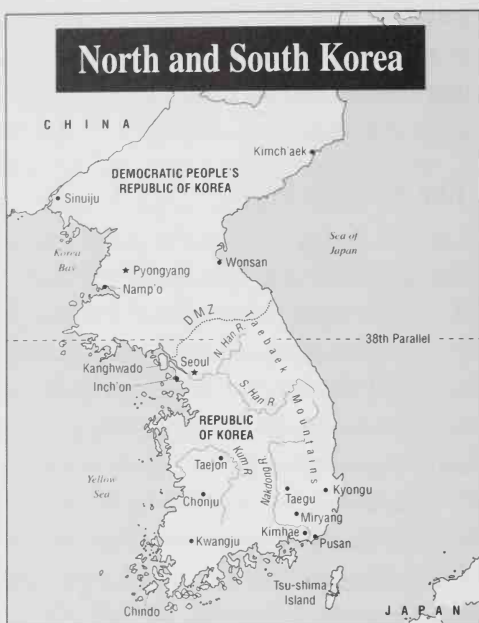 North and South Korea
CHINA
Kimch'aek
DEMOCRATIC PEOPLE'S
REPUBLIC OF KOREA
Sinuiju
Sea of
Japan
Korea
Bay
Pyongyang
Wonsan
Namp'o
DMZ
38th Parallel
N. Han R.
Taebaek Mountains
Kanghwado
Seoul
Inch'on
S. Han R.
REPUBLIC
OF KOREA
Kum R.
Taejon
Nakdong R.
Yellow
Sea
Chonju
Taegu
Kyongu
Miryang
Kwangju
Kimhae
Pusan
Chindo
Tsu-shima
Island
JAPAN